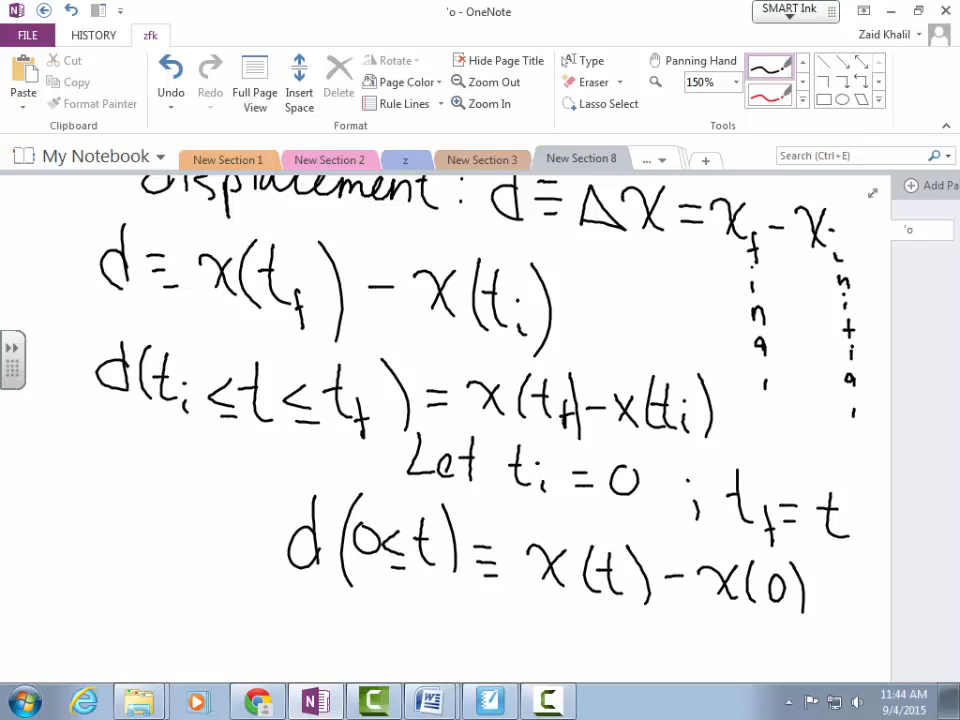 'o - OneNote
SMART Ink
FILE
HISTORY
zfk
Zaid Khalil
Paste
Cut
Copy
Format Painter
Clipboard
Undo
Redo
Full Page View
Insert Space
Delete
Rotate
Page Color
Rule Lines
Format
Hide Page Title
Zoom Out
Zoom In
Type
Eraser
Lasso Select
Panning Hand
150%
Tools
My Notebook
New Section 1
New Section 2
z
New Section 3
New Section 8
...
Search (Ctrl+E)
Add Pa
'o
displacement : d ≡ ΔX = x_f - x_i
final
initial
d ≡ x(t_f) - x(t_i)
d(t_i ≤ t ≤ t_f) = x(t_f) - x(t_i)
Let t_i = 0 ; t_f = t
d(0 ≤ t) ≡ x(t) - x(0)
11:44 AM
9/4/2015